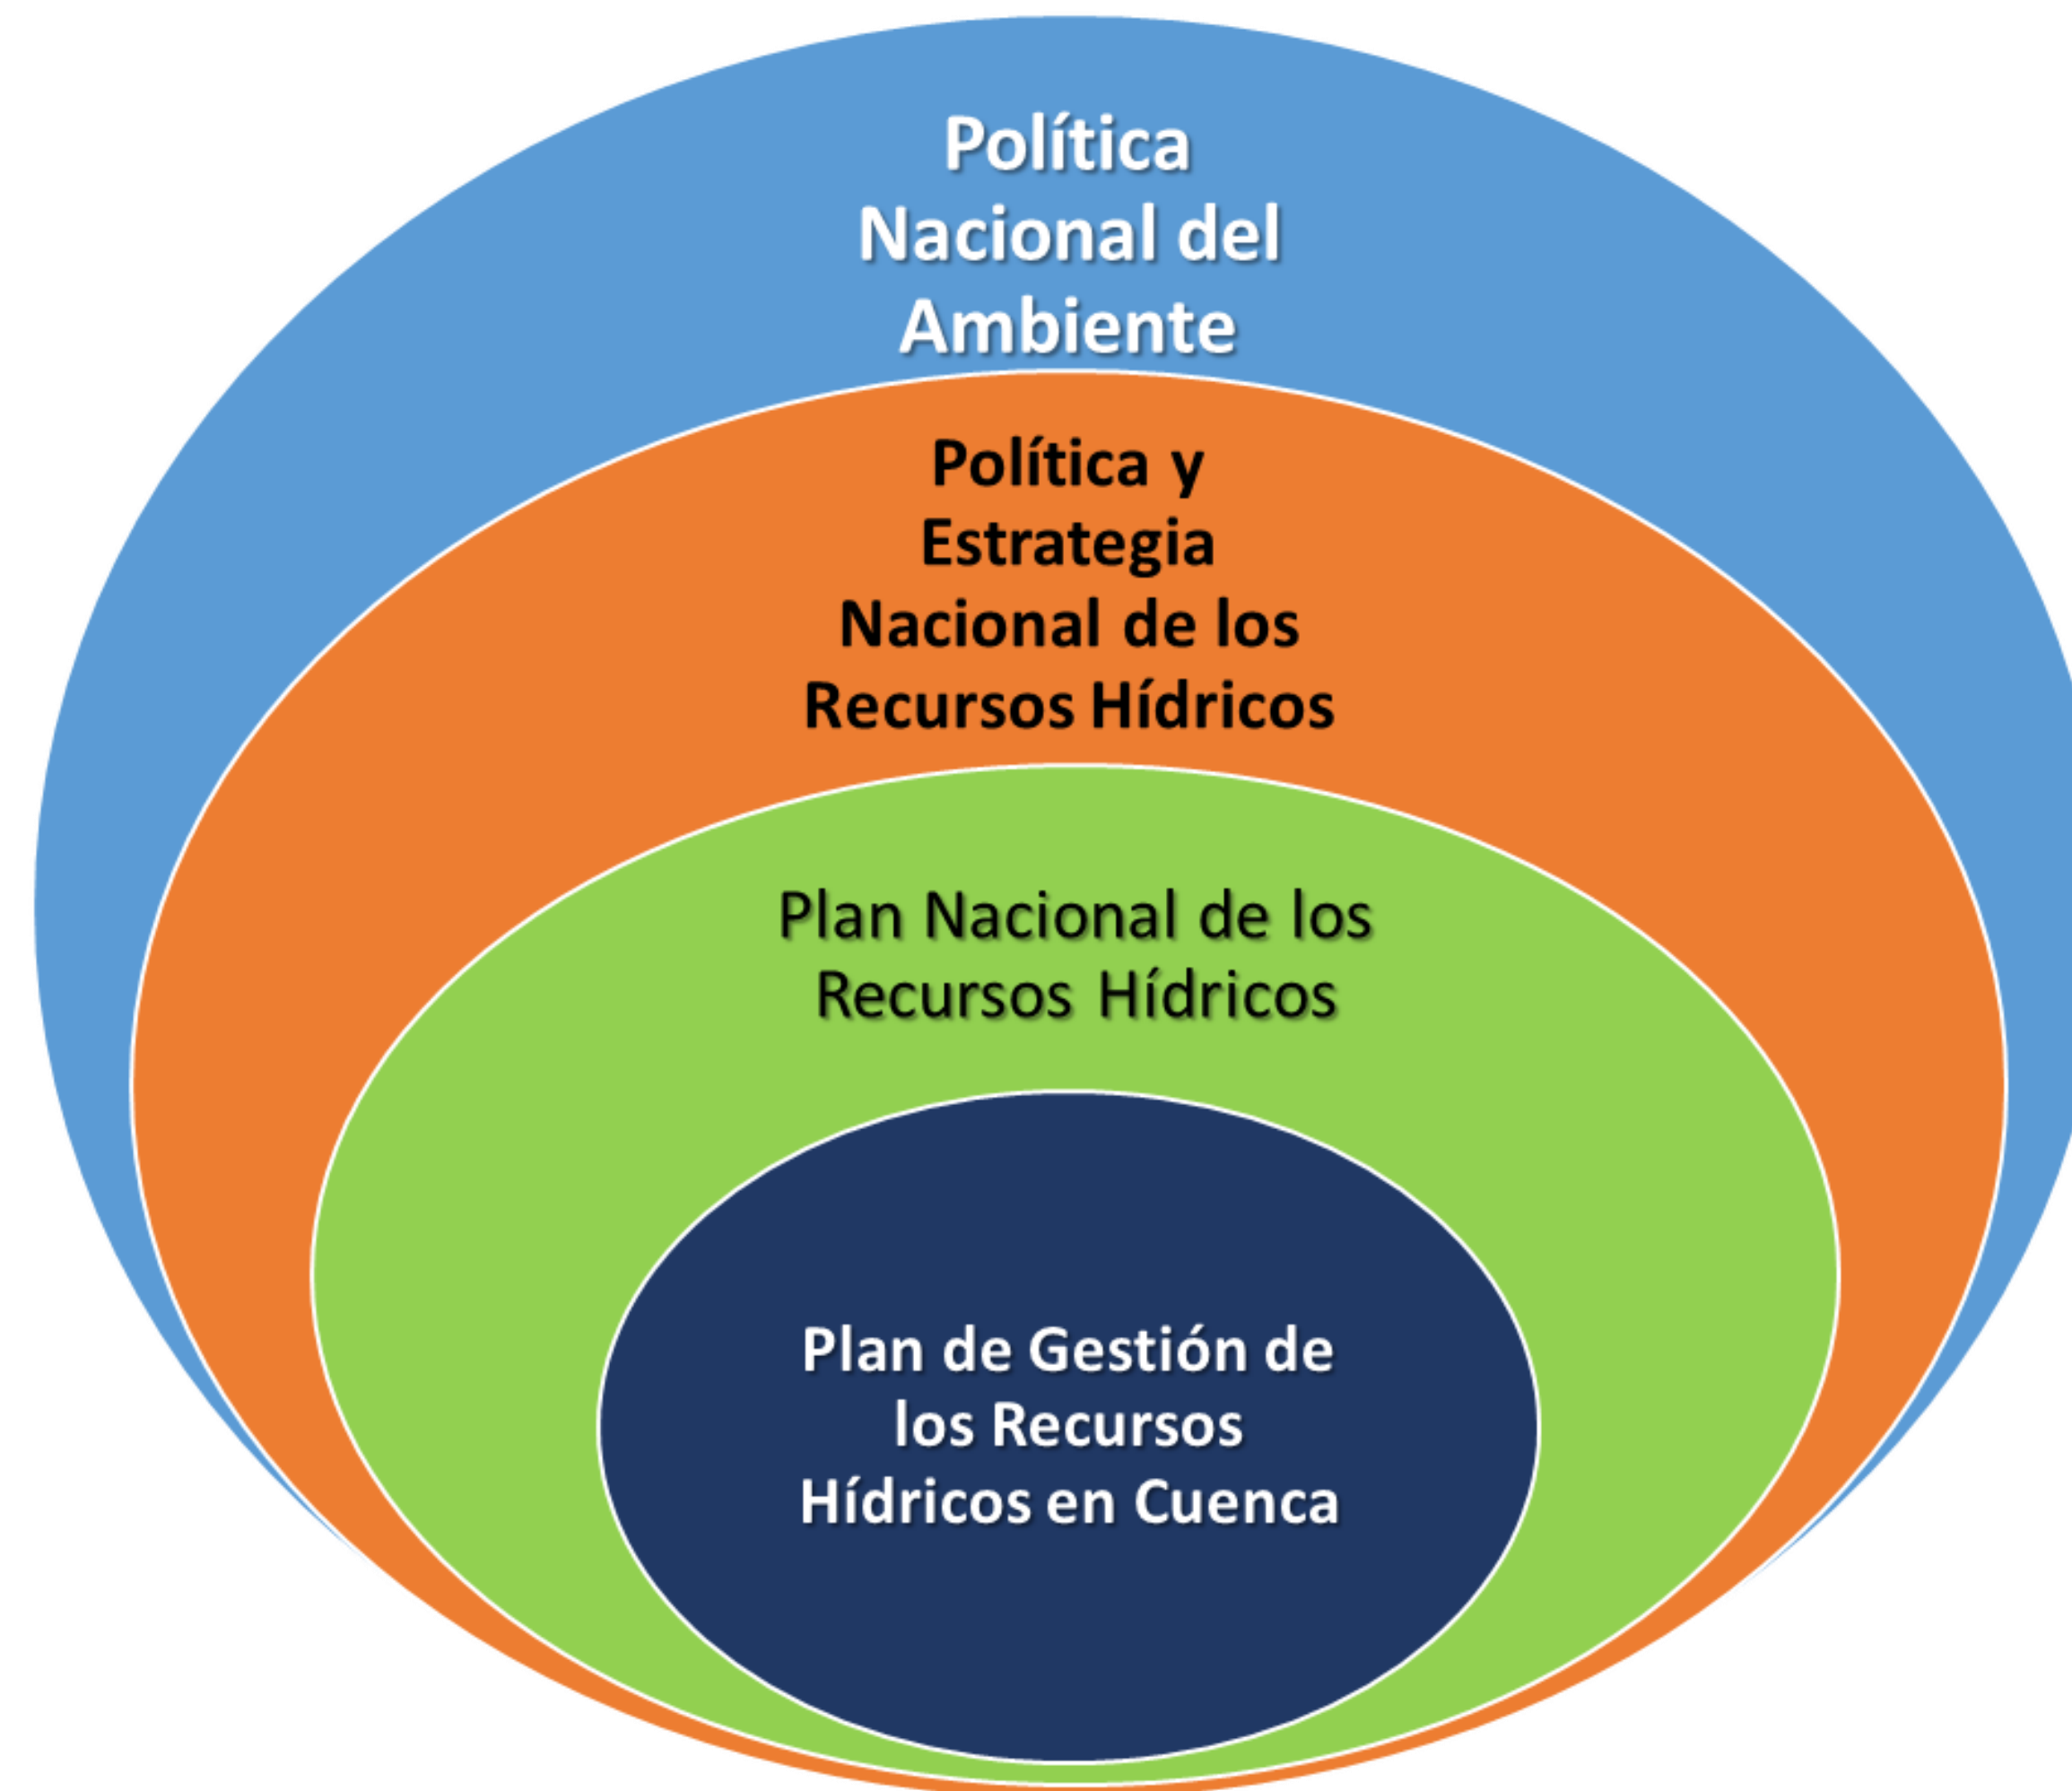 Política
Nacional del
Ambiente
Política y
Estrategia
Nacional de los
Recursos Hídricos
Plan Nacional de los
Recursos Hídricos
Plan de Gestión de
los Recursos
Hídricos en Cuenca